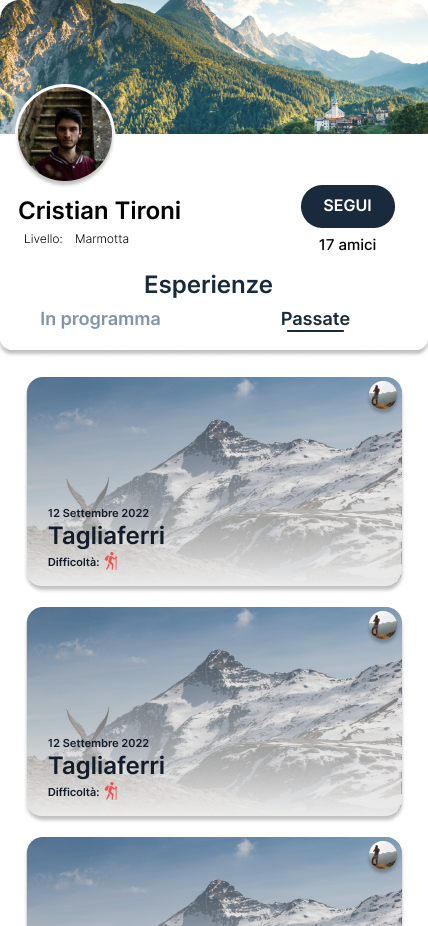 Cristian Tironi
SEGUI
Livello: Marmotta
17 amici
Esperienze
In programma
Passate
12 Settembre 2022
Tagliaferri
Difficoltà:
12 Settembre 2022
Tagliaferri
Difficoltà: